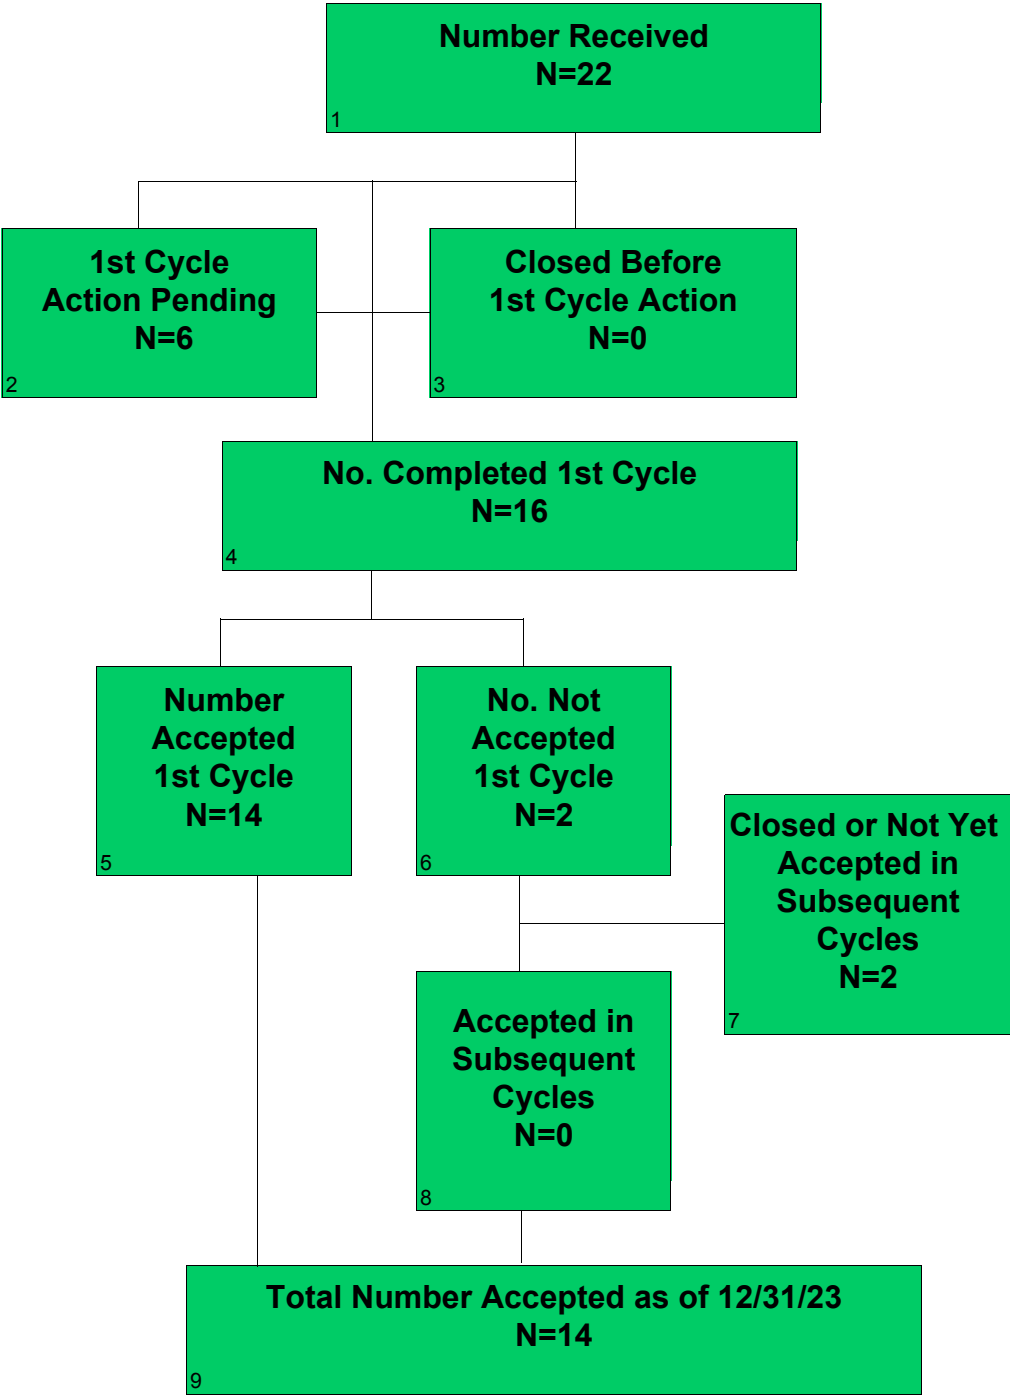 Number Received
N=22
1
1st Cycle
Action Pending
N=6
2
Closed Before
1st Cycle Action
N=0
3
No. Completed 1st Cycle
N=16
4
Number
Accepted
1st Cycle
N=14
5
No. Not
Accepted
1st Cycle
N=2
6
Closed or Not Yet
Accepted in
Subsequent
Cycles
N=2
7
Accepted in
Subsequent
Cycles
N=0
8
Total Number Accepted as of 12/31/23
N=14
9